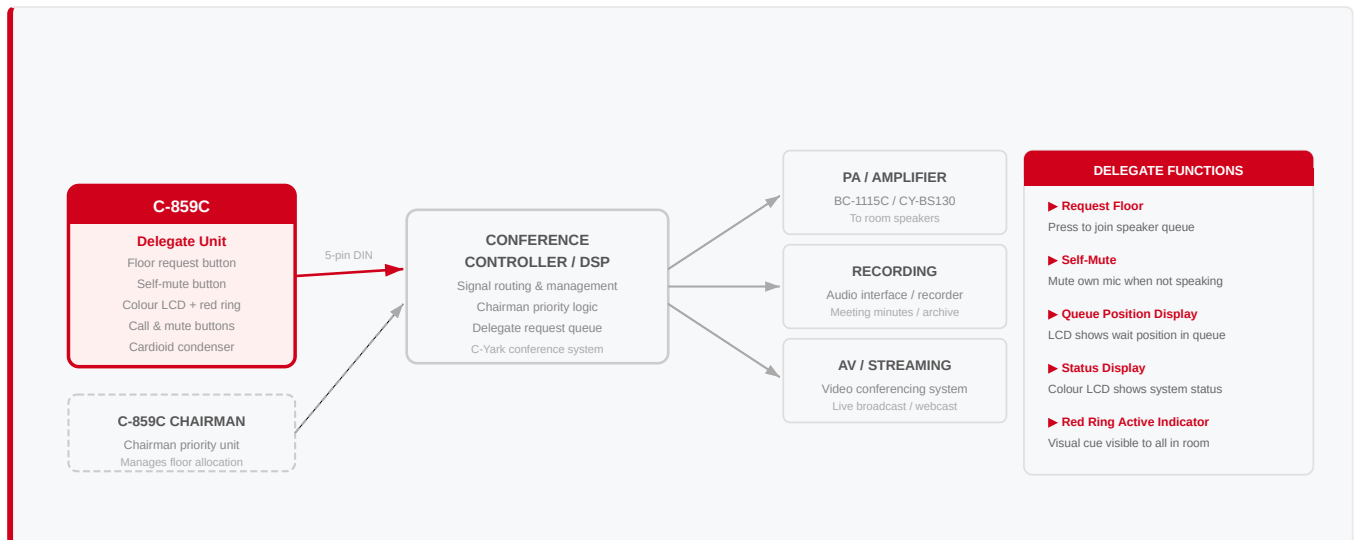 C-859C
Delegate Unit
Floor request button
Self-mute button
Colour LCD + red ring
Call & mute buttons
Cardioid condenser
C-859C CHAIRMAN
Chairman priority unit
Manages floor allocation
5-pin DIN
CONFERENCE
CONTROLLER / DSP
Signal routing & management
Chairman priority logic
Delegate request queue
C-Yark conference system
PA / AMPLIFIER
BC-1115C / CY-BS130
To room speakers
RECORDING
Audio interface / recorder
Meeting minutes / archive
AV / STREAMING
Video conferencing system
Live broadcast / webcast
DELEGATE FUNCTIONS
▶ Request Floor
Press to join speaker queue
▶ Self-Mute
Mute own mic when not speaking
▶ Queue Position Display
LCD shows wait position in queue
▶ Status Display
Colour LCD shows system status
▶ Red Ring Active Indicator
Visual cue visible to all in room